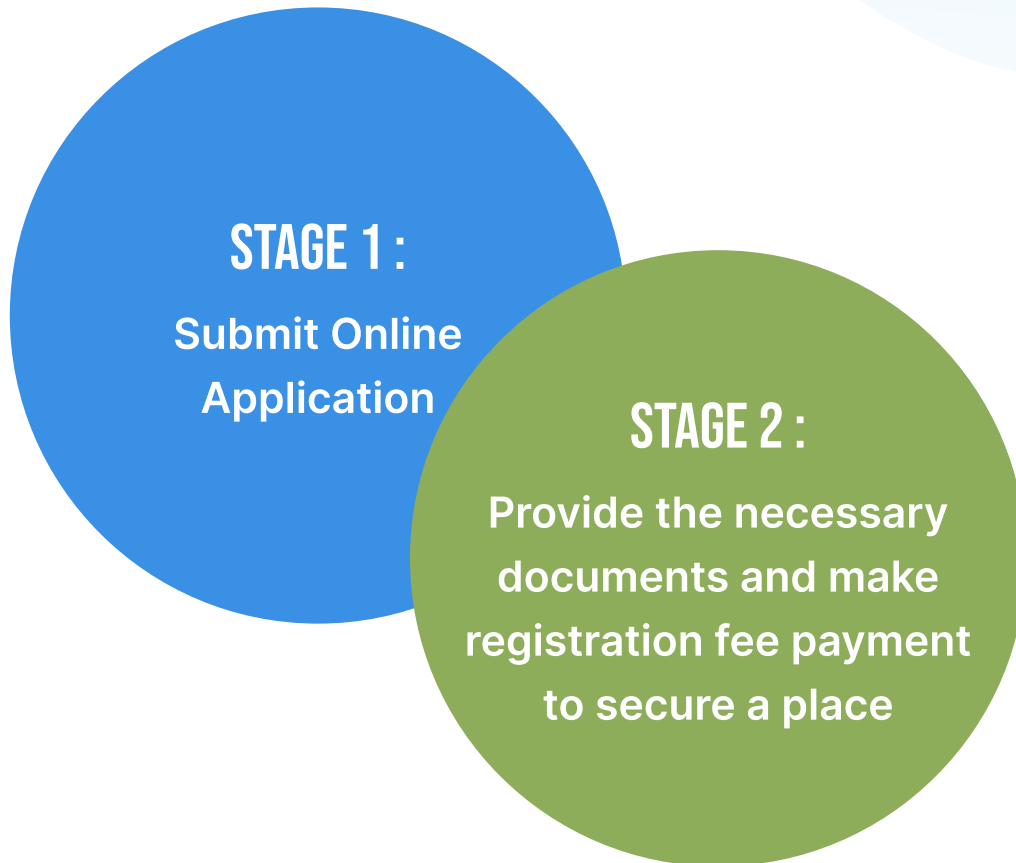 STAGE 1 :
Submit Online
Application
STAGE 2 :
Provide the necessary
documents and make
registration fee payment
to secure a place